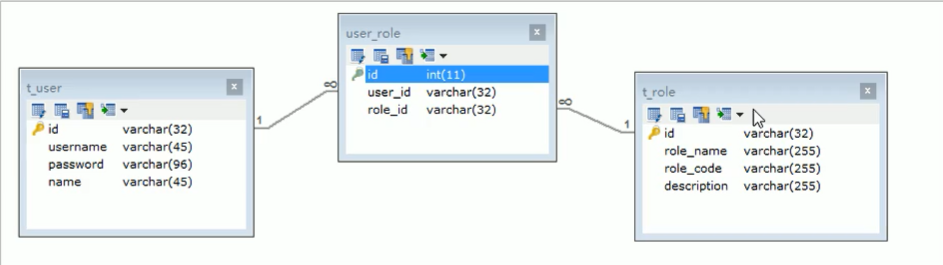 t_user
id varchar(32)
username varchar(45)
password varchar(96)
name varchar(45)
1
∞
user_role
id int(11)
user_id varchar(32)
role_id varchar(32)
∞
1
t_role
id varchar(32)
role_name varchar(255)
role_code varchar(255)
description varchar(255)